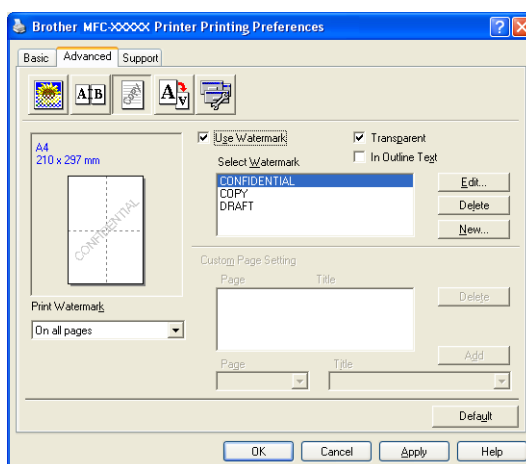 Brother MFC-XXXXX Printer Printing Preferences
Basic Advanced Support
A B
A v
A4
210 x 297 mm
CONFIDENTIAL
Print Watermark
On all pages
Use Watermark
Transparent
In Outline Text
Select Watermark
CONFIDENTIAL
COPY
DRAFT
Edit...
Delete
New...
Custom Page Setting
Page Title
Delete
Add
Page Title
Default
OK Cancel Apply Help